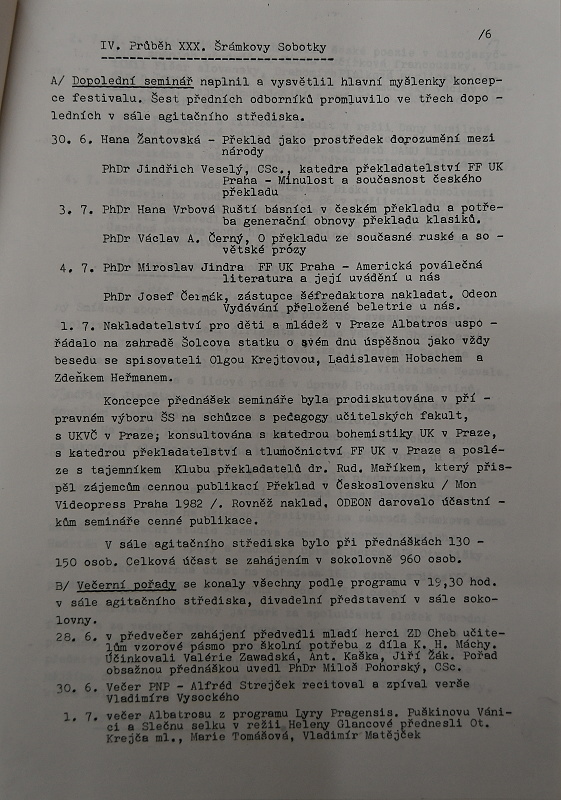 /6
IV. Průběh XXX. Šrámkovy Sobotky
A/ Dopolední seminář naplnil a vysvětlil hlavní myšlenky koncep-
ce festivalu. Šest předních odborníků promluvilo ve třech dopo -
ledních v sále agitačního střediska.
30. 6. Hana Žantovská - Překlad jako prostředek dorozumění mezi
národy
PhDr Jindřich Veselý, CSc., katedra překladatelství FF UK
Praha - Minulost a současnost českého
překladu
3. 7. PhDr Hana Vrbová Ruští básníci v českém překladu a potře-
ba generační obnovy překladu klasiků.
PhDr Václav A. Černý, O překladu ze současné ruské a so -
větské prózy
4. 7. PhDr Miroslav Jindra FF UK Praha - Americká poválečná
literatura a její uvádění u nás
PhDr Josef Čermák, zástupce šéfredaktora nakladat. Odeon
Vydávání přeložené beletrie u nás.
1. 7. Nakladatelství pro děti a mládež v Praze Albatros uspo -
řádalo na zahradě Šolcova statku o svém dnu úspěšnou jako vždy
besedu se spisovateli Olgou Krejtovou, Ladislavem Hobachem a
Zdeňkem Heřmanem.
Koncepce přednášek semináře byla prodiskutována v pří -
pravném výboru ŠS na schůzce s pedagogy učitelských fakult,
s UKVČ v Praze; konsultována s katedrou bohemistiky UK v Praze,
s katedrou překladatelství a tlumočnictví FF UK v Praze a poslé-
ze s tajemníkem Klubu překladatelů dr. Rud. Maříkem, který přis-
pěl zájemcům cennou publikací Překlad v Československu / Mon
Videopress Praha 1982 /. Rovněž naklad. ODEON darovalo účastní -
kům semináře cenné publikace.
V sále agitačního střediska bylo při přednáškách 130 -
150 osob. Celková účast se zahájením v sokolovně 960 osob.
B/ Večerní pořady se konaly všechny podle programu v 19,30 hod.
v sále agitačního střediska, divadelní představení v sále soko-
lovny.
28. 6. v předvečer zahájení předvedli mladí herci ZD Cheb učite-
lům vzorové pásmo pro školní potřebu z díla K. H. Máchy.
Účinkovali Valérie Zawadská, Ant. Kaška, Jiří Žák. Pořad
obsažnou přednáškou uvedl PhDr Miloš Pohorský, CSc.
30. 6. Večer PNP - Alfréd Strejček recitoval a zpíval verše
Vladimíra Vysockého
1. 7. večer Albatrosu z programu Lyry Pragensis. Puškinovu Váni-
ci a Slečnu selku v režii Heleny Glancové přednesli Ot.
Krejča ml., Marie Tomášová, Vladimír Matějček